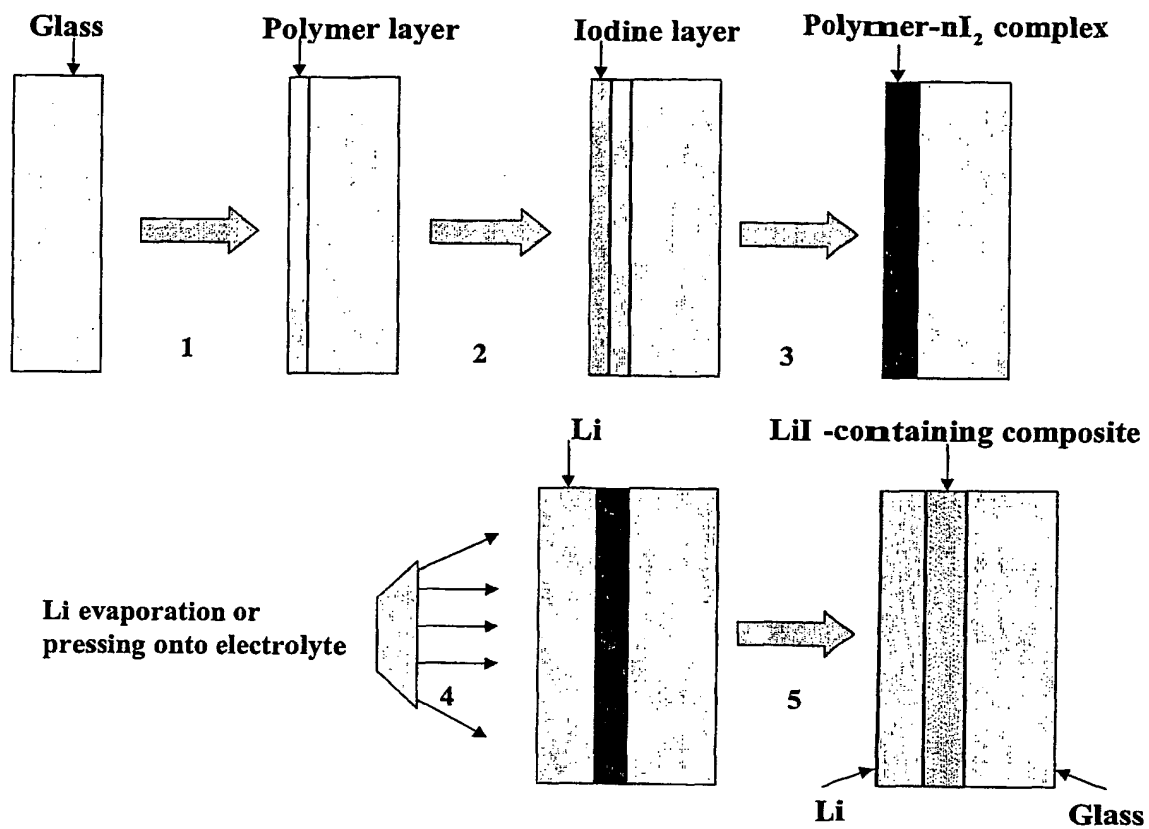 Glass
Polymer layer
Iodine layer
Polymer-nI₂ complex
1
2
3
Li
LiI -containing composite
Li evaporation or
pressing onto electrolyte
4
5
Li
Glass